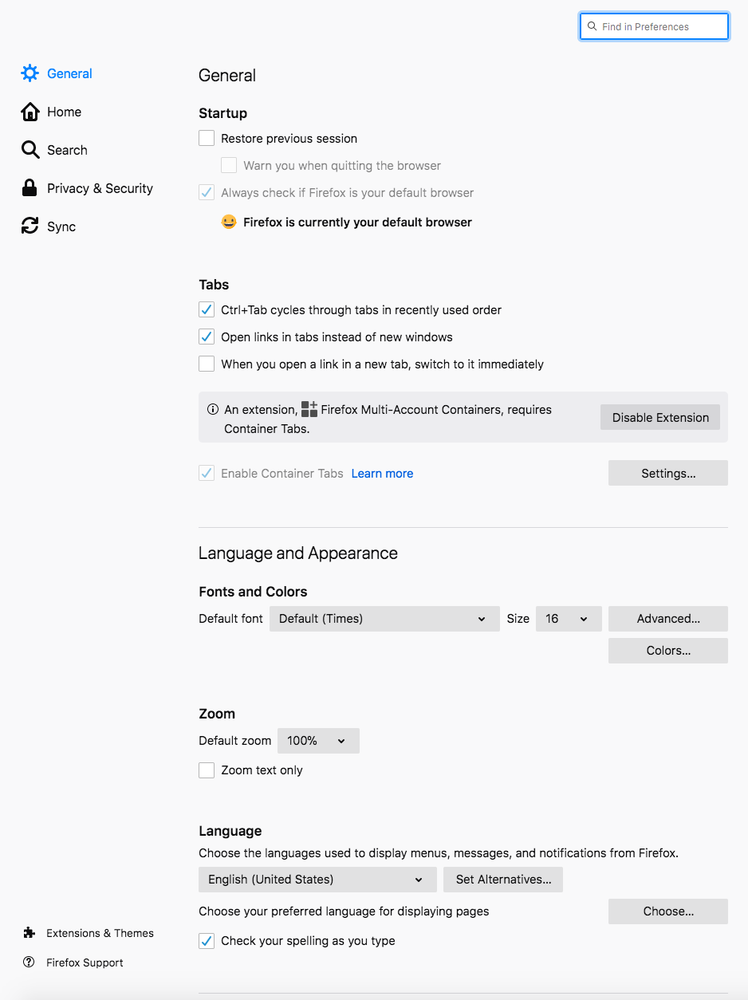 Find in Preferences
General
Home
Search
Privacy & Security
Sync
Extensions & Themes
Firefox Support
General
Startup
Restore previous session
Warn you when quitting the browser
Always check if Firefox is your default browser
Firefox is currently your default browser
Tabs
Ctrl+Tab cycles through tabs in recently used order
Open links in tabs instead of new windows
When you open a link in a new tab, switch to it immediately
An extension, Firefox Multi-Account Containers, requires
Container Tabs.
Disable Extension
Enable Container Tabs Learn more
Settings...
Language and Appearance
Fonts and Colors
Default font Default (Times) Size 16 Advanced...
Colors...
Zoom
Default zoom 100%
Zoom text only
Language
Choose the languages used to display menus, messages, and notifications from Firefox.
English (United States) Set Alternatives...
Choose your preferred language for displaying pages Choose...
Check your spelling as you type